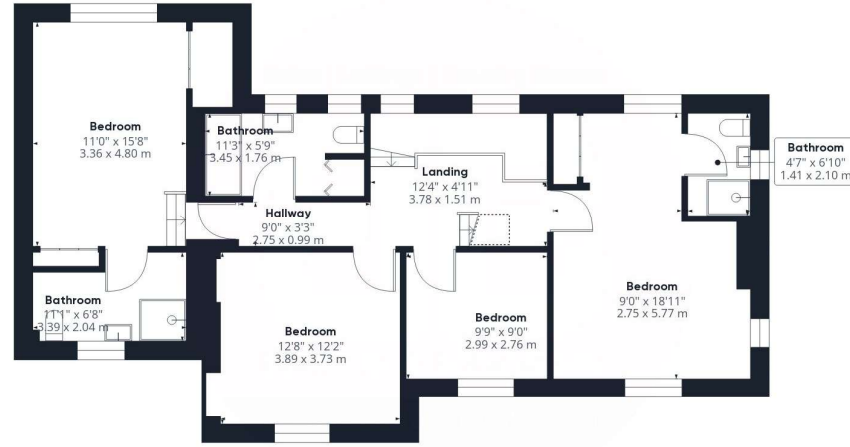 Bedroom
11'0" x 15'8"
3.36 x 4.80 m
Bathroom
11'3" x 5'9"
3.45 x 1.76 m
Landing
12'4" x 4'11"
3.78 x 1.51 m
Bathroom
4'7" x 6'10"
1.41 x 2.10 m
Hallway
9'0" x 3'3"
2.75 x 0.99 m
Bedroom
9'0" x 18'11"
2.75 x 5.77 m
Bathroom
11'1" x 6'8"
3.39 x 2.04 m
Bedroom
12'8" x 12'2"
3.89 x 3.73 m
Bedroom
9'9" x 9'0"
2.99 x 2.76 m